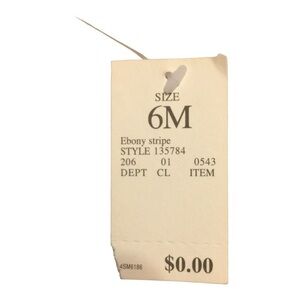 SIZE
6M
Ebony stripe
STYLE 135784
206 01 0543
DEPT CL ITEM
4SM6186 $0.00